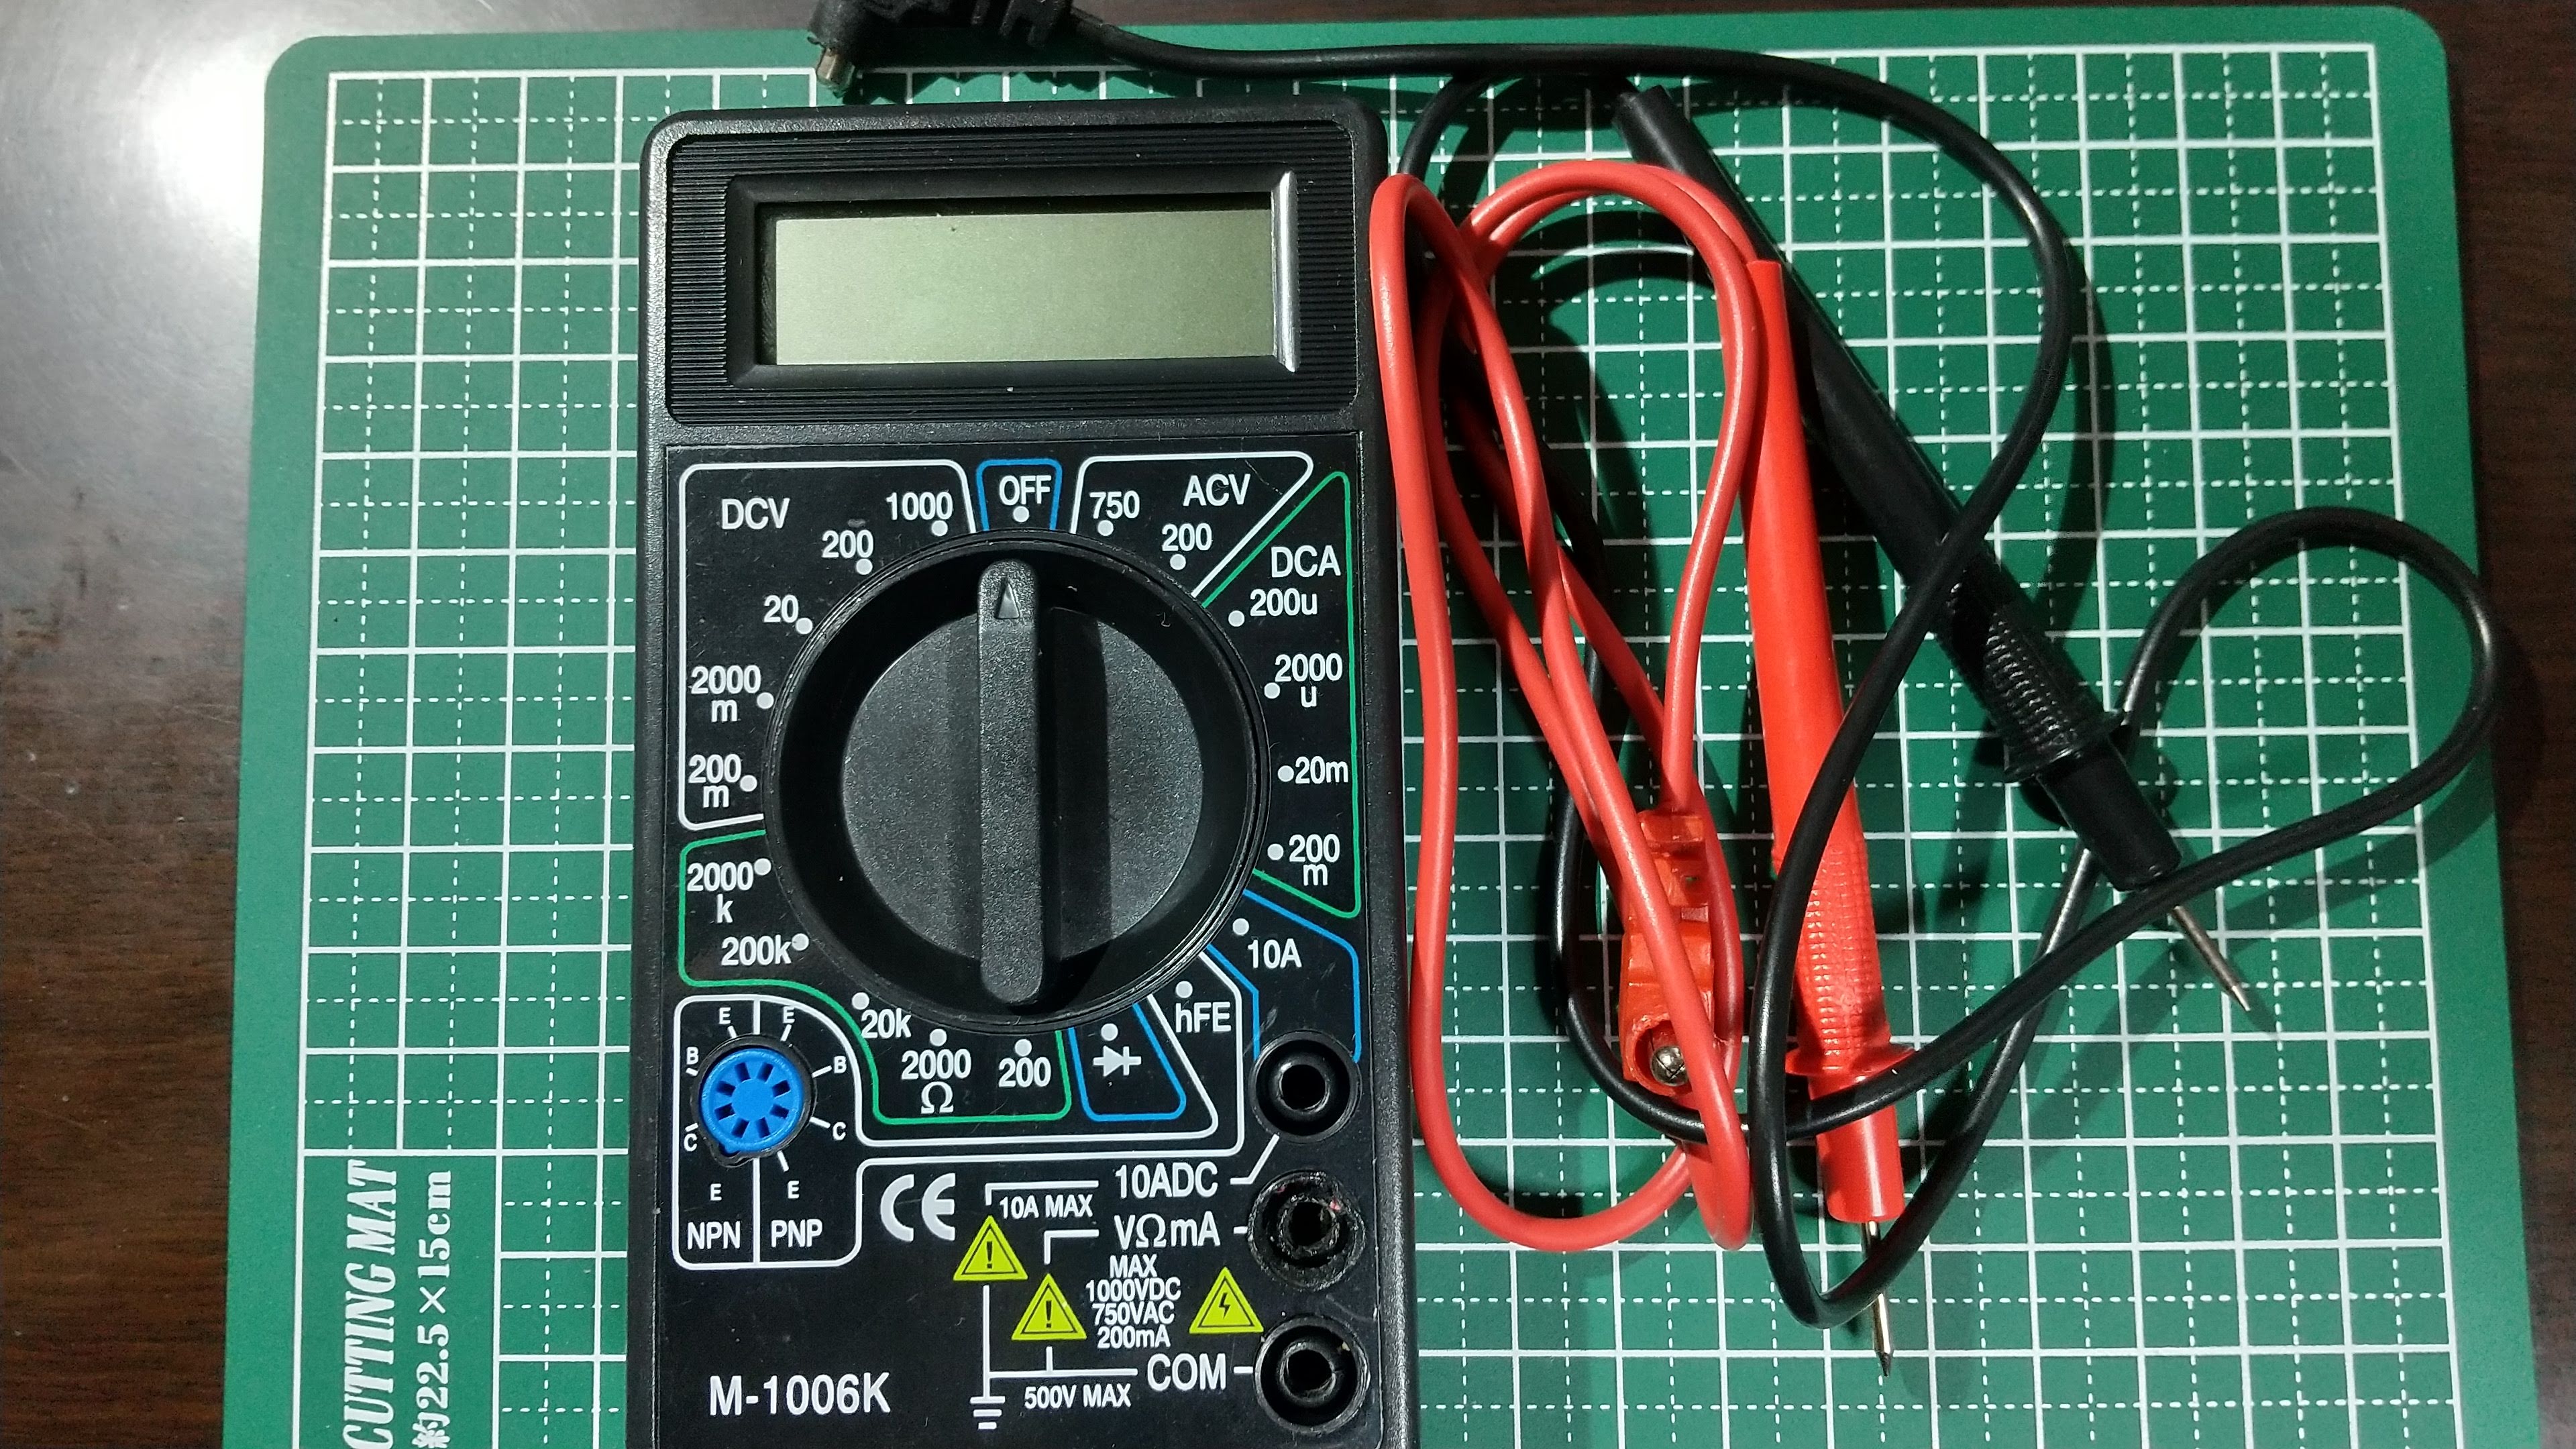 DCV
1000
OFF
750
ACV
200
200
DCA
200u
20
2000
m
2000
u
200
m
20m
200
m
2000
k
200k
20k
2000
Ω
200
hFE
10A
E
E
B
B
C
C
E
E
NPN
PNP
CE
10ADC
10A MAX
VΩmA
MAX
1000VDC
750VAC
200mA
COM
500V MAX
M-1006K
CUTTING MAT
約22.5×15cm